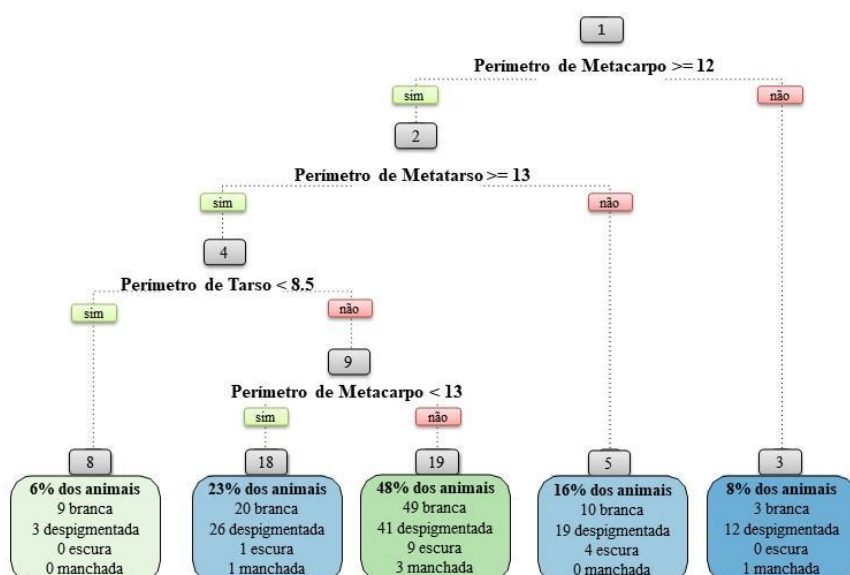 1
Perímetro de Metacarpo >= 12
sim
não
2
Perímetro de Metatarso >= 13
sim
não
4
Perímetro de Tarso < 8.5
sim
não
9
Perímetro de Metacarpo < 13
sim
não
8
18
19
5
3
6% dos animais
9 branca
3 despigmentada
0 escura
0 manchada
23% dos animais
20 branca
26 despigmentada
1 escura
1 manchada
48% dos animais
49 branca
41 despigmentada
9 escura
3 manchada
16% dos animais
10 branca
19 despigmentada
4 escura
0 manchada
8% dos animais
3 branca
12 despigmentada
0 escura
1 manchada